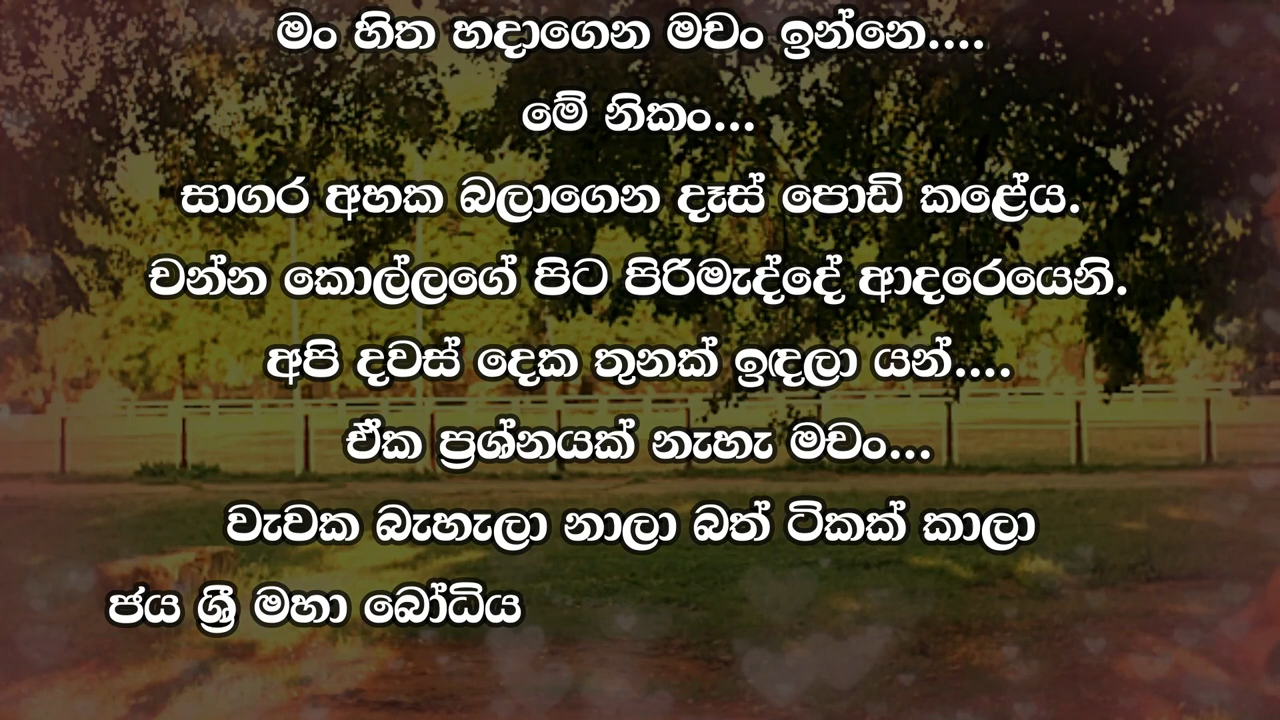 මං හිත හදාගෙන මචං ඉන්නෙ....
මේ නිකං...
සාගර අහක බලාගෙන දෑස් පොඩි කළේය.
චන්න කොල්ලගේ පිට පිරිමැද්දේ ආදරෙයෙනි.
අපි දවස් දෙක තුනක් ඉඳලා යන්....
ඒක ප්‍රශ්නයක් නැහැ මචං...
වැවක බැහැලා නාලා බත් ටිකක් කාලා
ජය ශ්‍රී මහා බෝධිය